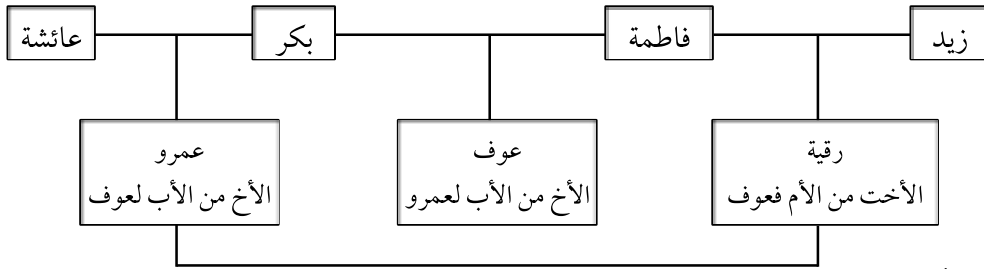 زيد
فاطمة
بكر
عائشة
رقية
الأخت من الأم فعوف
عوف
الأخ من الأب لعمرو
عمرو
الأخ من الأب لعوف